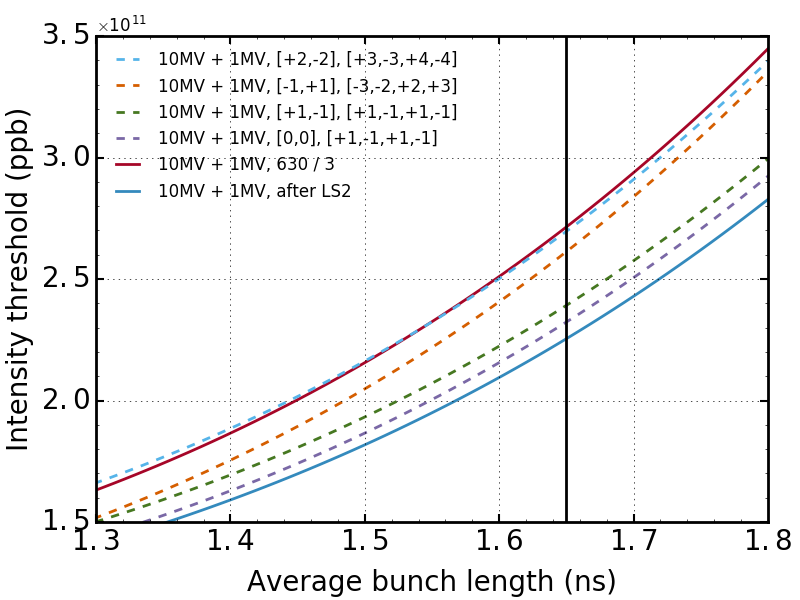 ×10¹¹
3.5
3.0
2.5
2.0
1.5
Intensity threshold (ppb)
10MV + 1MV, [+2,-2], [+3,-3,+4,-4]
10MV + 1MV, [-1,+1], [-3,-2,+2,+3]
10MV + 1MV, [+1,-1], [+1,-1,+1,-1]
10MV + 1MV, [0,0], [+1,-1,+1,-1]
10MV + 1MV, 630 / 3
10MV + 1MV, after LS2
1.3 1.4 1.5 1.6 1.7 1.8
Average bunch length (ns)